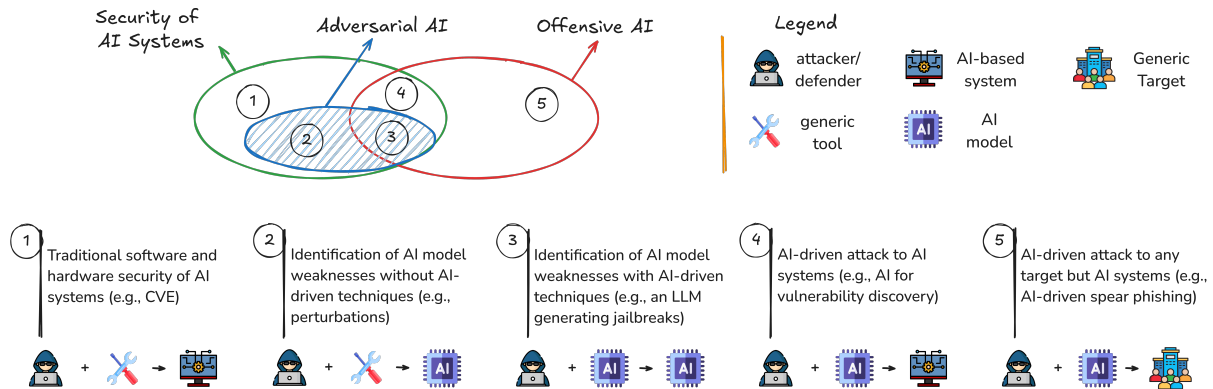 Security of
AI Systems
Adversarial AI
Offensive AI
1
2
3
4
5
Legend
attacker/
defender
AI-based
system
Generic
Target
generic
tool
AI
AI
model
1
Traditional software and
hardware security of AI
systems (e.g., CVE)
+
2
Identification of AI model
weaknesses without AI-
driven techniques (e.g.,
perturbations)
+
AI
3
Identification of AI model
weaknesses with AI-driven
techniques (e.g., an LLM
generating jailbreaks)
+
AI
AI
4
AI-driven attack to AI
systems (e.g., AI for
vulnerability discovery)
+
AI
5
AI-driven attack to any
target but AI systems (e.g.,
AI-driven spear phishing)
+
AI